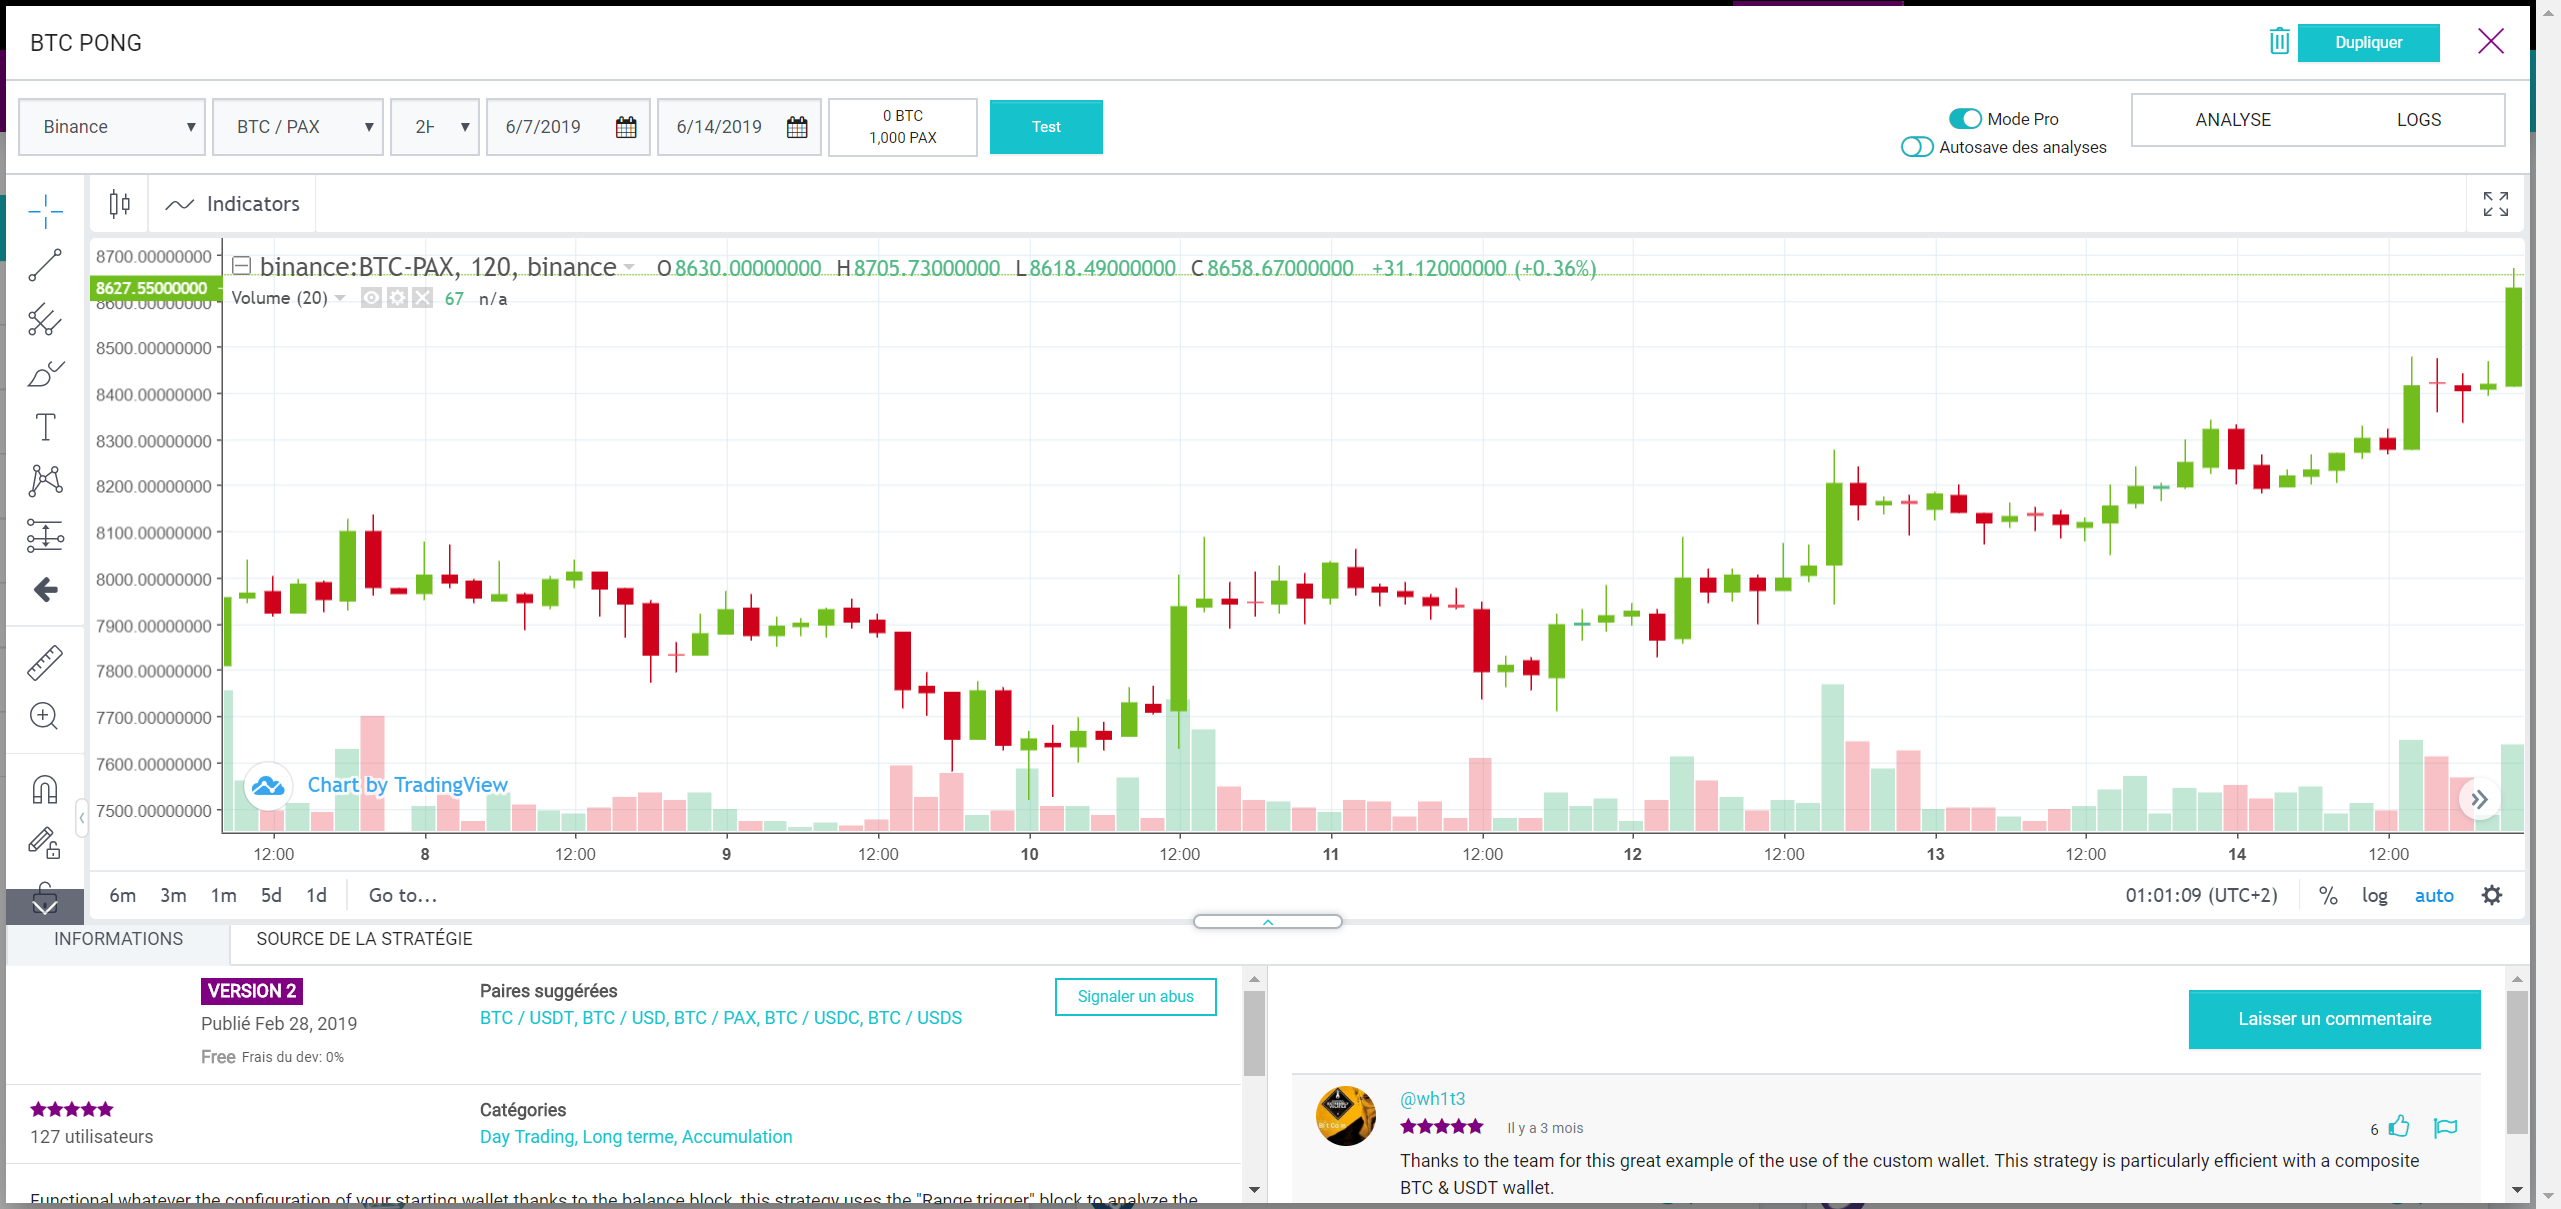 BTC PONG
Dupliquer
Binance
BTC / PAX
2H
6/7/2019
6/14/2019
0 BTC
1,000 PAX
Test
Mode Pro
Autosave des analyses
ANALYSE
LOGS
Indicators
binance:BTC-PAX, 120, binance
O 8630.00000000 H 8705.73000000 L 8618.49000000 C 8658.67000000 +31.12000000 (+0.36%)
Volume (20) 67 n/a
8700.00000000
8627.55000000
8600.00000000
8500.00000000
8400.00000000
8300.00000000
8200.00000000
8100.00000000
8000.00000000
7900.00000000
7800.00000000
7700.00000000
7600.00000000
7500.00000000
Chart by TradingView
12:00 8 12:00 9 12:00 10 12:00 11 12:00 12 12:00 13 12:00 14 12:00
6m 3m 1m 5d 1d Go to...
01:01:09 (UTC+2) % log auto
INFORMATIONS
SOURCE DE LA STRATÉGIE
VERSION 2
Publié Feb 28, 2019
Free Frais du dev: 0%
Paires suggérées
BTC / USDT, BTC / USD, BTC / PAX, BTC / USDC, BTC / USDS
Signaler un abus
127 utilisateurs
Catégories
Day Trading, Long terme, Accumulation
Functional whatever the configuration of your starting wallet thanks to the balance block, this strategy uses the "Range trigger" block to analyze the
Laisser un commentaire
@wh1t3
Il y a 3 mois
6
Thanks to the team for this great example of the use of the custom wallet. This strategy is particularly efficient with a composite
BTC & USDT wallet.